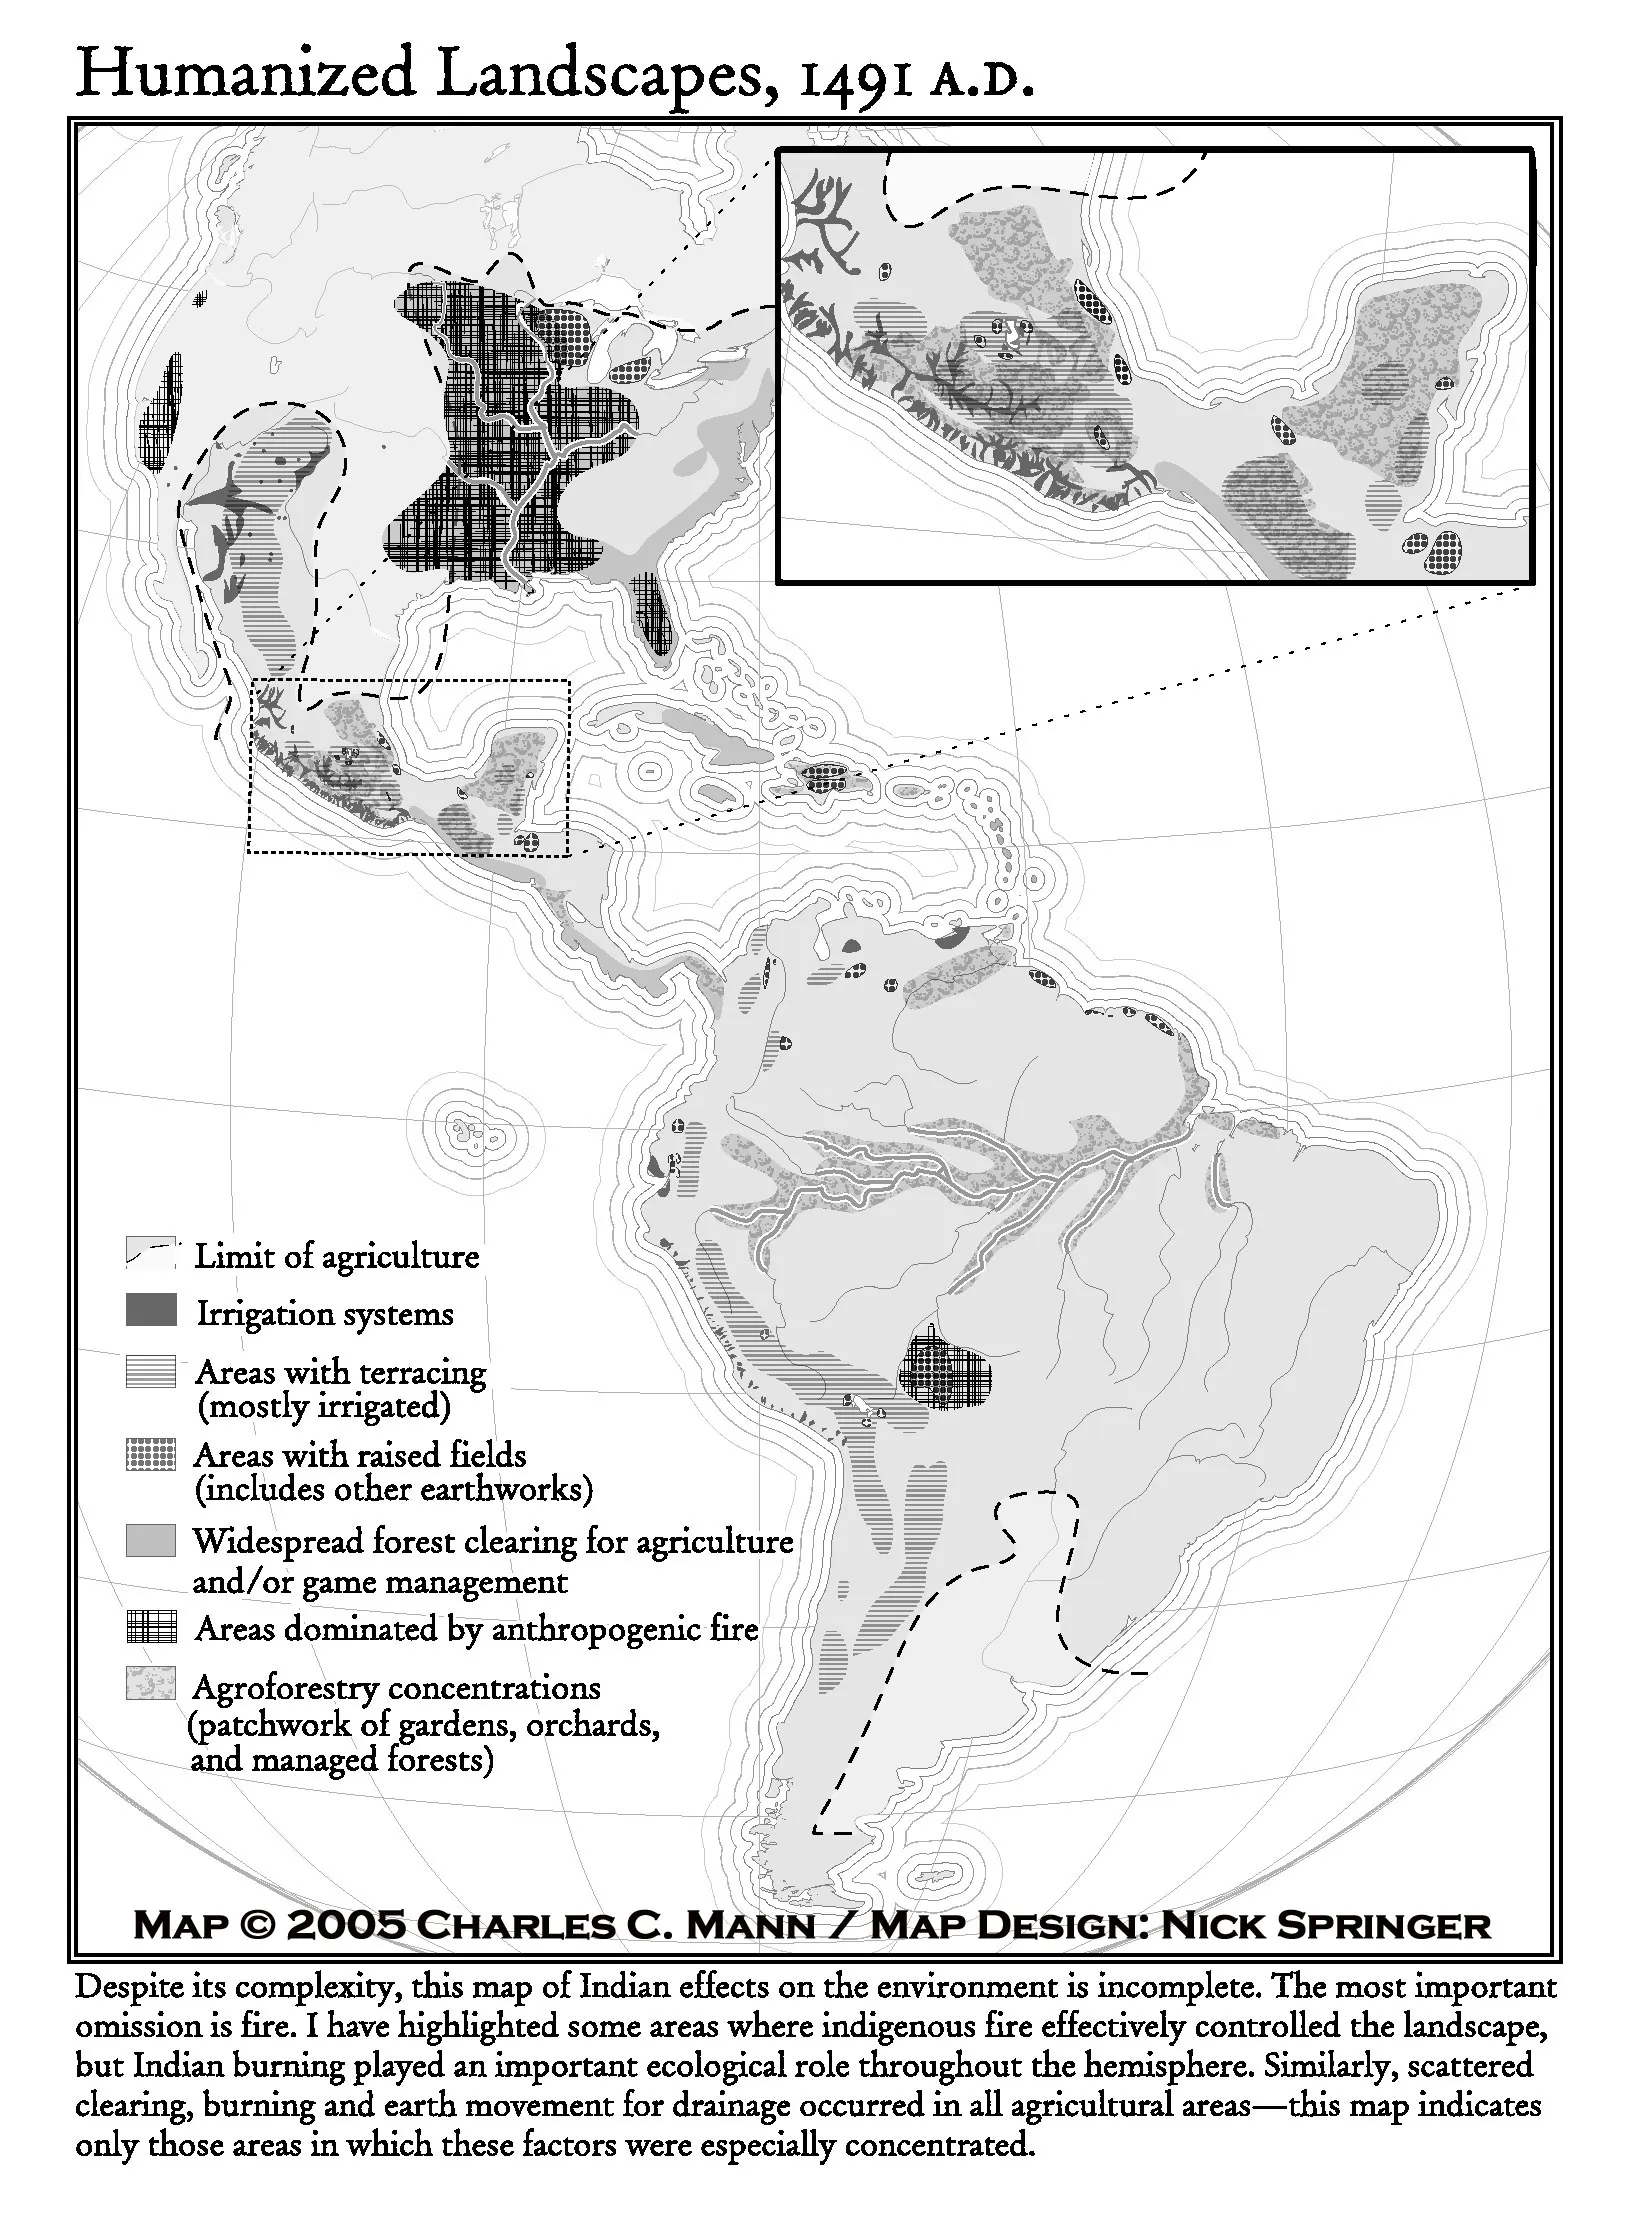 Humanized Landscapes, 1491 A.D.
Limit of agriculture
Irrigation systems
Areas with terracing
(mostly irrigated)
Areas with raised fields
(includes other earthworks)
Widespread forest clearing for agriculture
and/or game management
Areas dominated by anthropogenic fire
Agroforestry concentrations
(patchwork of gardens, orchards,
and managed forests)
Map © 2005 Charles C. Mann / Map Design: Nick Springer
Despite its complexity, this map of Indian effects on the environment is incomplete. The most important
omission is fire. I have highlighted some areas where indigenous fire effectively controlled the landscape,
but Indian burning played an important ecological role throughout the hemisphere. Similarly, scattered
clearing, burning and earth movement for drainage occurred in all agricultural areas—this map indicates
only those areas in which these factors were especially concentrated.